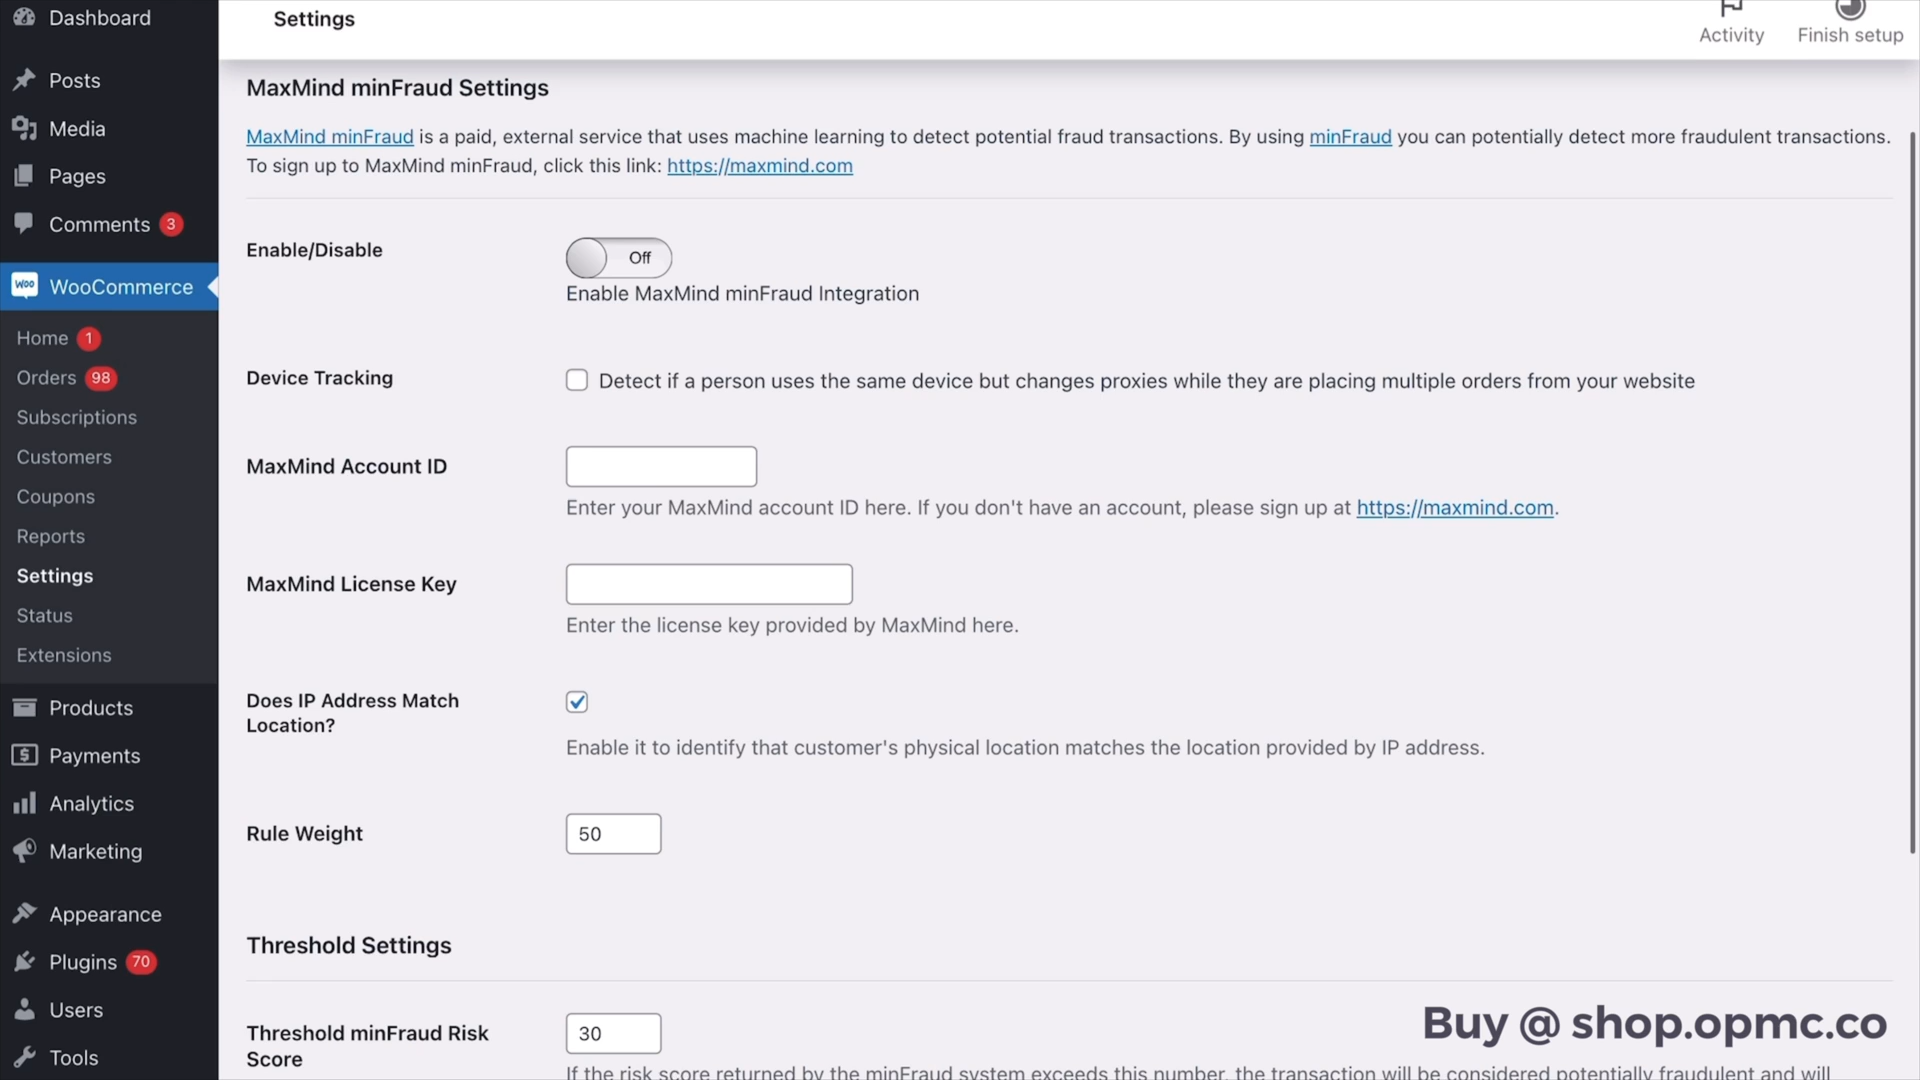 Dashboard
Posts
Media
Pages
Comments 3
WOO WooCommerce
Home 1
Orders 98
Subscriptions
Customers
Coupons
Reports
Settings
Status
Extensions
Products
Payments
Analytics
Marketing
Appearance
Plugins 70
Users
Tools
Settings
Activity
Finish setup
MaxMind minFraud Settings
MaxMind minFraud is a paid, external service that uses machine learning to detect potential fraud transactions. By using minFraud you can potentially detect more fraudulent transactions.
To sign up to MaxMind minFraud, click this link: https://maxmind.com
Enable/Disable
Off
Enable MaxMind minFraud Integration
Device Tracking
Detect if a person uses the same device but changes proxies while they are placing multiple orders from your website
MaxMind Account ID
Enter your MaxMind account ID here. If you don't have an account, please sign up at https://maxmind.com.
MaxMind License Key
Enter the license key provided by MaxMind here.
Does IP Address Match
Location?
Enable it to identify that customer's physical location matches the location provided by IP address.
Rule Weight
50
Threshold Settings
Threshold minFraud Risk
Score
30
If the risk score returned by the minFraud system exceeds this number, the transaction will be considered potentially fraudulent and will
Buy @ shop.opmc.co